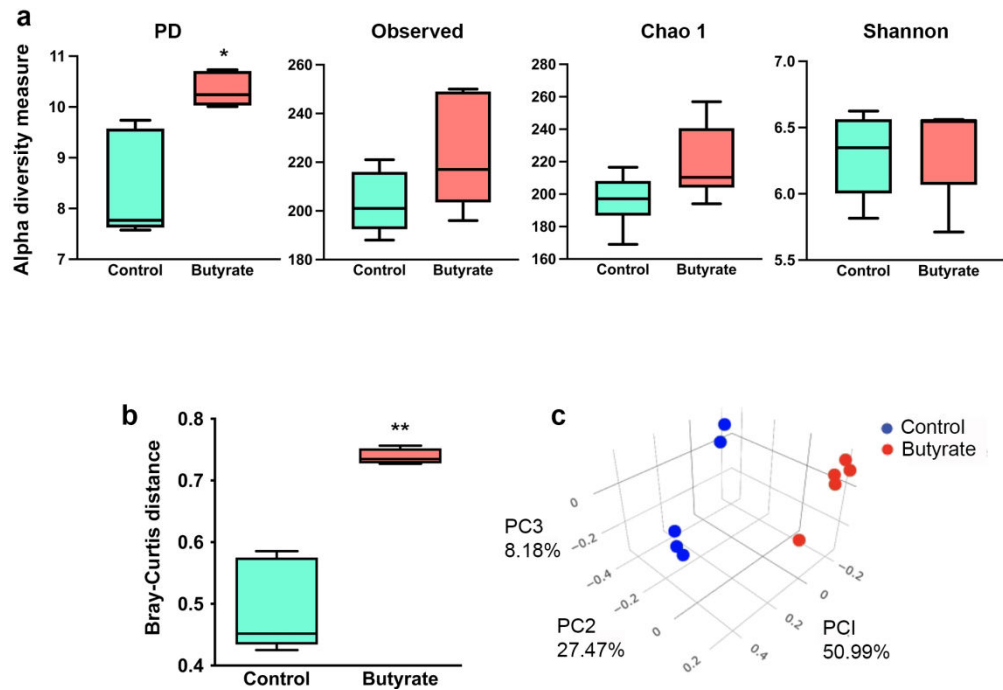 a
PD
Observed
Chao 1
Shannon
Alpha diversity measure
11
10
9
8
7
*
Control
Butyrate
260
240
220
200
180
Control
Butyrate
280
260
240
220
200
180
160
Control
Butyrate
7.0
6.5
6.0
5.5
Control
Butyrate
b
Bray-Curtis distance
0.8
0.7
0.6
0.5
0.4
**
Control
Butyrate
c
Control
Butyrate
PC3
8.18%
0
−0.2
−0.4
PC2
27.47%
−0.2
0
0.2
PCI
50.99%
−0.2
0
0.2
0.4